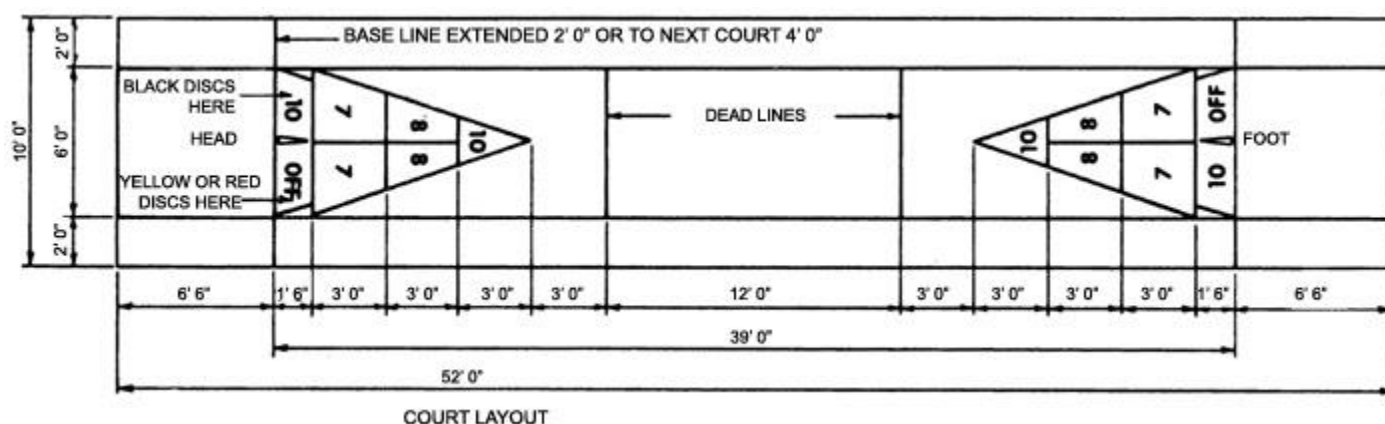 BASE LINE EXTENDED 2' 0" OR TO NEXT COURT 4' 0"
2' 0"
BLACK DISCS
HERE
10
7
8
10
DEAD LINES
10
8
7
OFF
10' 0"
6' 0"
HEAD
FOOT
YELLOW OR RED
DISCS HERE
OFF
7
8
8
7
10
2' 0"
6' 6"
1' 6"
3' 0"
3' 0"
3' 0"
3' 0"
12' 0"
3' 0"
3' 0"
3' 0"
3' 0"
1' 6"
6' 6"
39' 0"
52' 0"
COURT LAYOUT